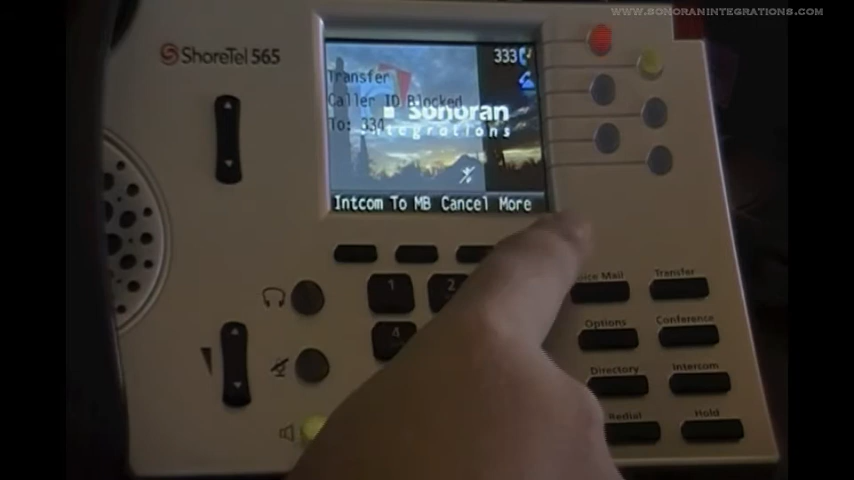 WWW.SONORANINTEGRATIONS.COM
ShoreTel 565
333
Transfer
Caller ID Blocked
To: 334
sonoran
integrations
Intcom To MB Cancel More
1
2
4
Voice Mail
Transfer
Options
Conference
Directory
Intercom
Redial
Hold